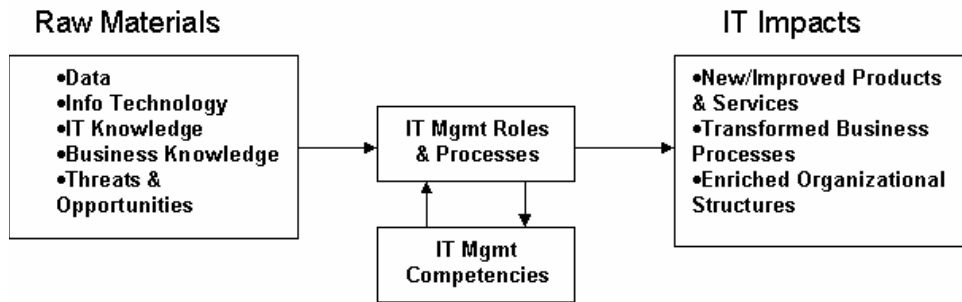 Raw Materials
IT Impacts
•Data
•Info Technology
•IT Knowledge
•Business Knowledge
•Threats &
Opportunities
IT Mgmt Roles
& Processes
IT Mgmt
Competencies
•New/Improved Products
& Services
•Transformed Business
Processes
•Enriched Organizational
Structures